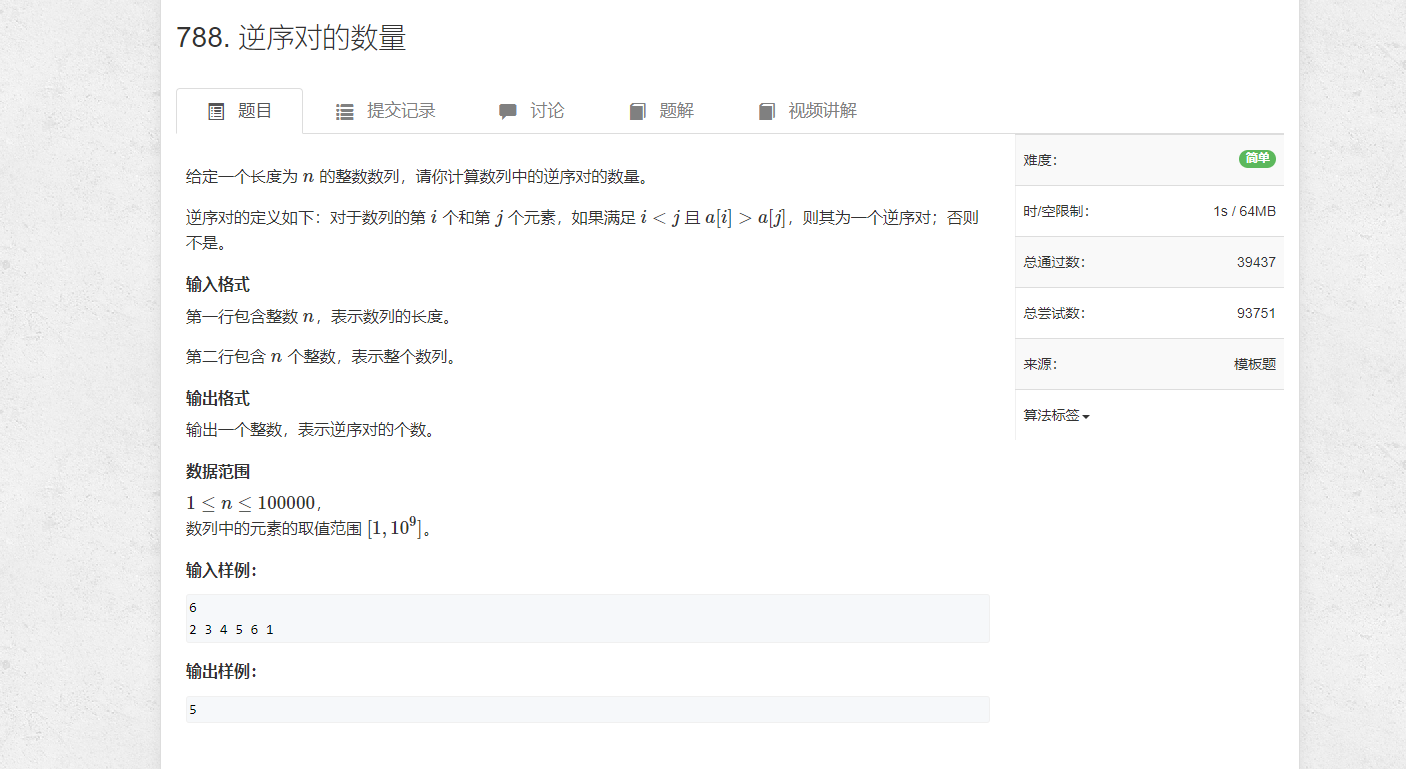 788. 逆序对的数量
题目 提交记录 讨论 题解 视频讲解
给定一个长度为 n 的整数数列，请你计算数列中的逆序对的数量。
逆序对的定义如下：对于数列的第 i 个和第 j 个元素，如果满足 i < j 且 a[i] > a[j]，则其为一个逆序对；否则
不是。
输入格式
第一行包含整数 n，表示数列的长度。
第二行包含 n 个整数，表示整个数列。
输出格式
输出一个整数，表示逆序对的个数。
数据范围
1 ≤ n ≤ 100000，
数列中的元素的取值范围 [1, 10⁹]。
输入样例：
6
2 3 4 5 6 1
输出样例：
5
难度： 简单
时/空限制： 1s / 64MB
总通过数： 39437
总尝试数： 93751
来源： 模板题
算法标签